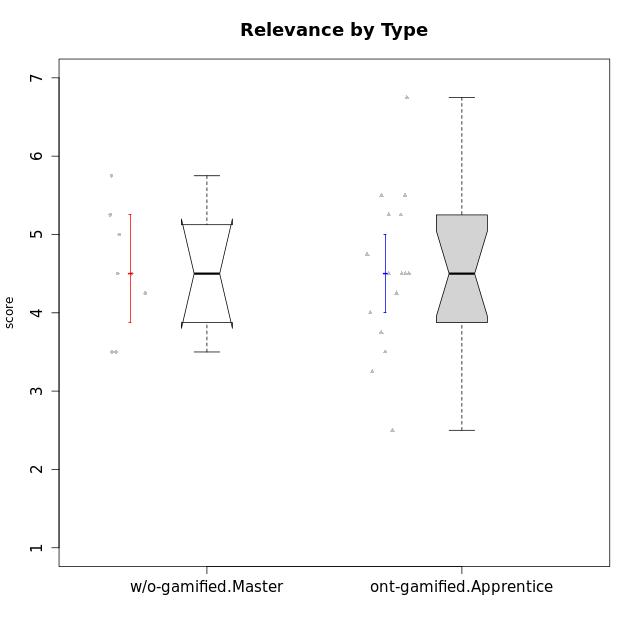 Relevance by Type
7
6
5
4
3
2
1
score
w/o-gamified.Master
ont-gamified.Apprentice